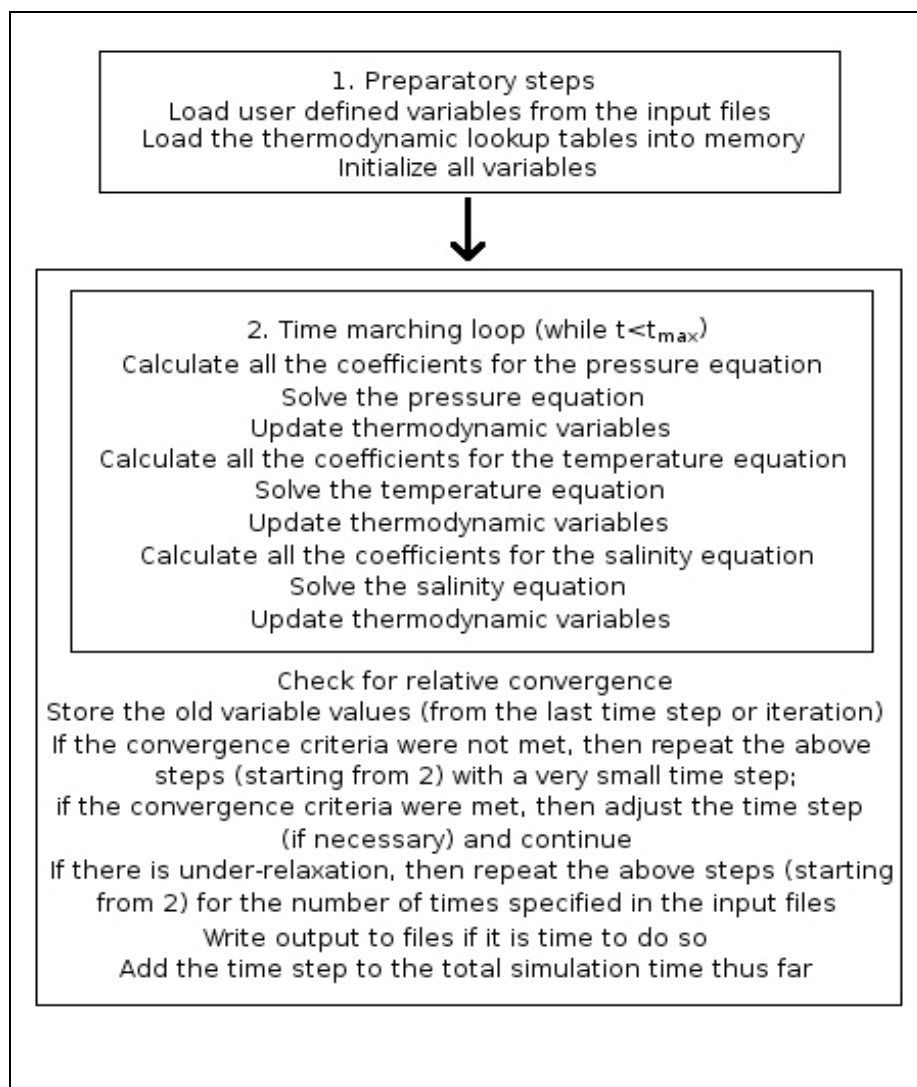 1. Preparatory steps
Load user defined variables from the input files
Load the thermodynamic lookup tables into memory
Initialize all variables
2. Time marching loop (while t<tmax)
Calculate all the coefficients for the pressure equation
Solve the pressure equation
Update thermodynamic variables
Calculate all the coefficients for the temperature equation
Solve the temperature equation
Update thermodynamic variables
Calculate all the coefficients for the salinity equation
Solve the salinity equation
Update thermodynamic variables
Check for relative convergence
Store the old variable values (from the last time step or iteration)
If the convergence criteria were not met, then repeat the above
steps (starting from 2) with a very small time step;
if the convergence criteria were met, then adjust the time step
(if necessary) and continue
If there is under-relaxation, then repeat the above steps (starting
from 2) for the number of times specified in the input files
Write output to files if it is time to do so
Add the time step to the total simulation time thus far